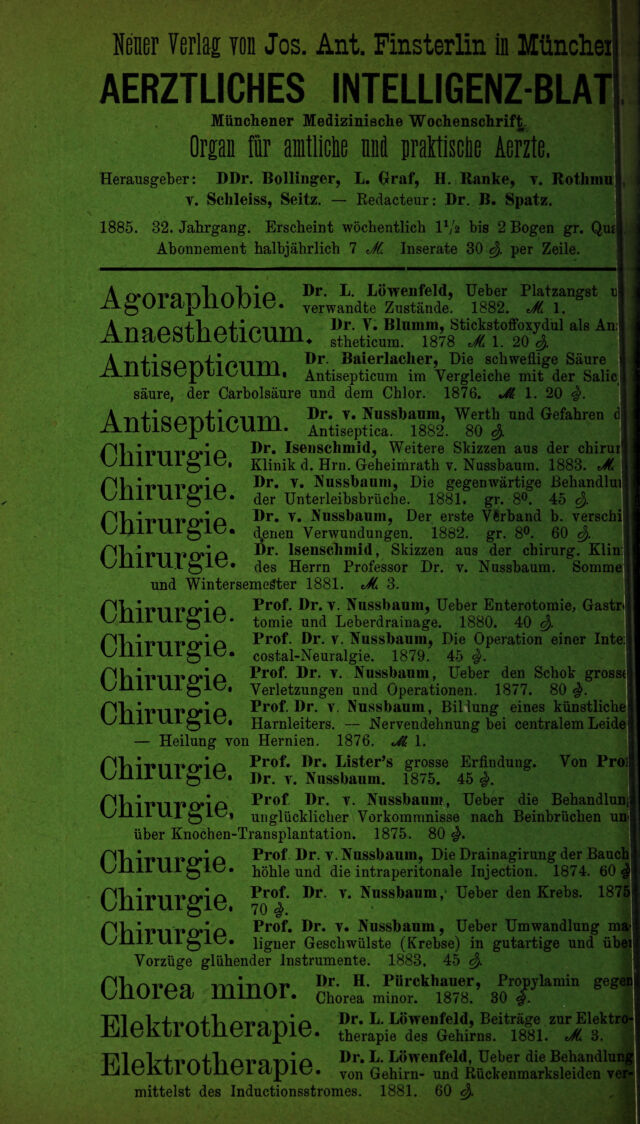 Neuer Verlag von Jos. Ant. Finsterlin in Münche
AERZTLICHES INTELLIGENZ-BLAT
Münchener Medizinische Wochenschrift.
Organ für amtliche und praktische Aerzte.
Herausgeber: DDr. Bollinger, L. Graf, H. Ranke, v. Rothmu
v. Schleiss, Seitz. — Redacteur: Dr. B. Spatz.
1885. 32. Jahrgang. Erscheint wöchentlich 1½ bis 2 Bogen gr. Qua
Abonnement halbjährlich 7 ℳ Inserate 30 ₰. per Zeile.
Agoraphobie. Dr. L. Löwenfeld, Ueber Platzangst u
verwandte Zustände. 1882. ℳ 1.
Anaestheticum. Dr. V. Blumm, Stickstoffoxydul als An
stheticum. 1878 ℳ 1. 20 ₰.
Antisepticum. Dr. Baierlacher, Die schweflige Säure
Antisepticum im Vergleiche mit der Salic
säure, der Carbolsäure und dem Chlor. 1876. ℳ 1. 20 ₰.
Antisepticum. Dr. v. Nussbaum, Werth und Gefahren d
Antiseptica. 1882. 80 ₰.
Chirurgie. Dr. Isenschmid, Weitere Skizzen aus der chirur
Klinik d. Hrn. Geheimrath v. Nussbaum. 1883. ℳ
Chirurgie. Dr. v. Nussbaum, Die gegenwärtige Behandlu
der Unterleibsbrüche. 1881. gr. 8⁰. 45 ₰.
Chirurgie. Dr. v. Nussbaum, Der erste Verband b. verschi
denen Verwundungen. 1882. gr. 8⁰. 60 ₰.
Chirurgie. Dr. Isenschmid, Skizzen aus der chirurg. Klin
des Herrn Professor Dr. v. Nussbaum. Somme
und Wintersemester 1881. ℳ 3.
Chirurgie. Prof. Dr. v. Nussbaum, Ueber Enterotomie, Gastr
tomie und Leberdrainage. 1880. 40 ₰.
Chirurgie. Prof. Dr. v. Nussbaum, Die Operation einer Inte
costal-Neuralgie. 1879. 45 ₰.
Chirurgie. Prof. Dr. v. Nussbaum, Ueber den Schok grosse
Verletzungen und Operationen. 1877. 80 ₰.
Chirurgie. Prof. Dr. v. Nussbaum, Bildung eines künstliche
Harnleiters. — Nervendehnung bei centralem Leide
— Heilung von Hernien. 1876. ℳ 1.
Chirurgie. Prof. Dr. Lister's grosse Erfindung. Von Pro
Dr. v. Nussbaum. 1875. 45 ₰.
Chirurgie. Prof. Dr. v. Nussbaum, Ueber die Behandlun
unglücklicher Vorkommnisse nach Beinbrüchen un
über Knochen-Transplantation. 1875. 80 ₰.
Chirurgie. Prof. Dr. v. Nussbaum, Die Drainagirung der Bauch
höhle und die intraperitonale Injection. 1874. 60 ₰
Chirurgie. Prof. Dr. v. Nussbaum, Ueber den Krebs. 1875
70 ₰.
Chirurgie. Prof. Dr. v. Nussbaum, Ueber Umwandlung ma
ligner Geschwülste (Krebse) in gutartige und übe
Vorzüge glühender Instrumente. 1883. 45 ₰.
Chorea minor. Dr. H. Pürckhauer, Propylamin gegen
Chorea minor. 1878. 30 ₰.
Elektrotherapie. Dr. L. Löwenfeld, Beiträge zur Elektro-
therapie des Gehirns. 1881. ℳ 3.
Elektrotherapie. Dr. L. Löwenfeld, Ueber die Behandlung
von Gehirn- und Rückenmarksleiden ver-
mittelst des Inductionsstromes. 1881. 60 ₰.